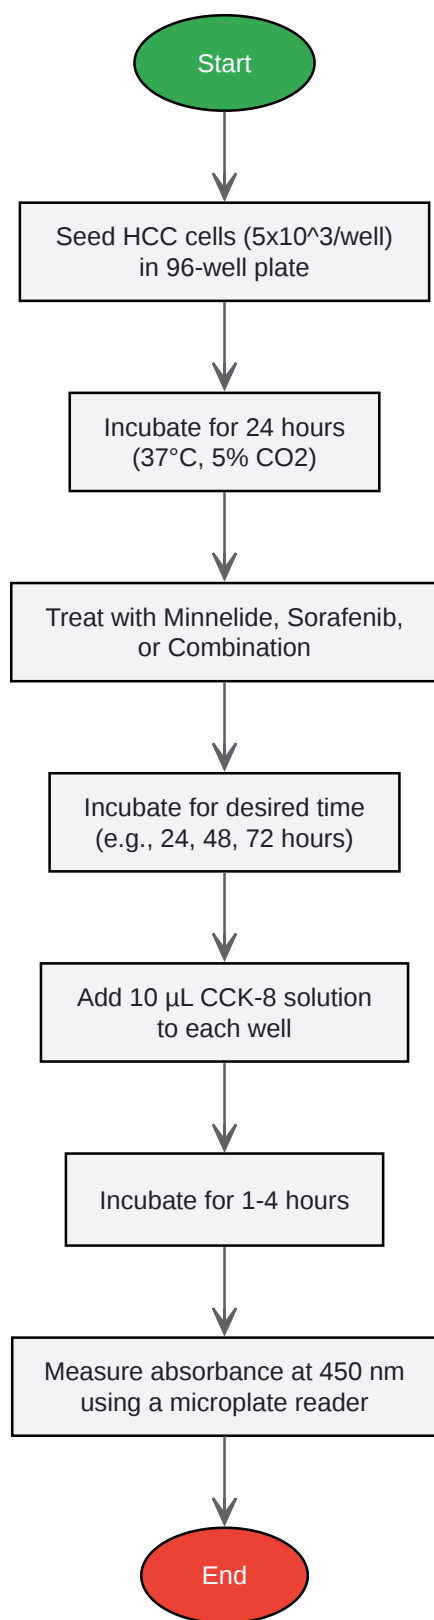 Start
Seed HCC cells (5x10^3/well)
in 96-well plate
Incubate for 24 hours
(37°C, 5% CO2)
Treat with Minnelide, Sorafenib,
or Combination
Incubate for desired time
(e.g., 24, 48, 72 hours)
Add 10 µL CCK-8 solution
to each well
Incubate for 1-4 hours
Measure absorbance at 450 nm
using a microplate reader
End